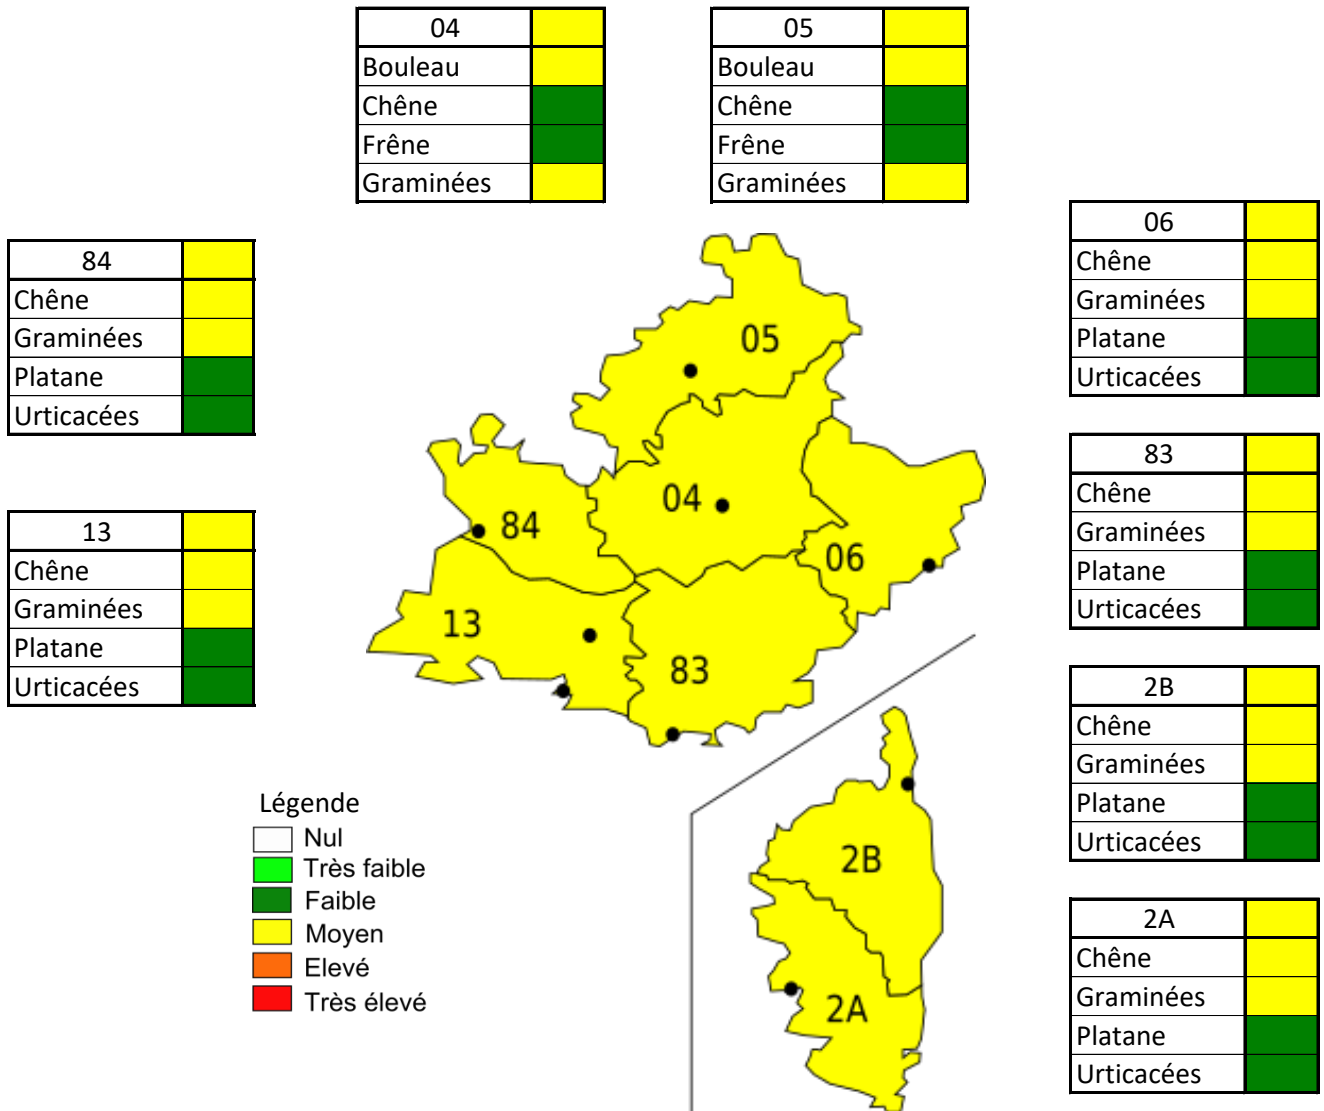 04
Bouleau
Chêne
Frêne
Graminées
05
Bouleau
Chêne
Frêne
Graminées
84
Chêne
Graminées
Platane
Urticacées
13
Chêne
Graminées
Platane
Urticacées
06
Chêne
Graminées
Platane
Urticacées
83
Chêne
Graminées
Platane
Urticacées
2B
Chêne
Graminées
Platane
Urticacées
2A
Chêne
Graminées
Platane
Urticacées
05
04
84
06
13
83
2B
2A
Légende
Nul
Très faible
Faible
Moyen
Elevé
Très élevé